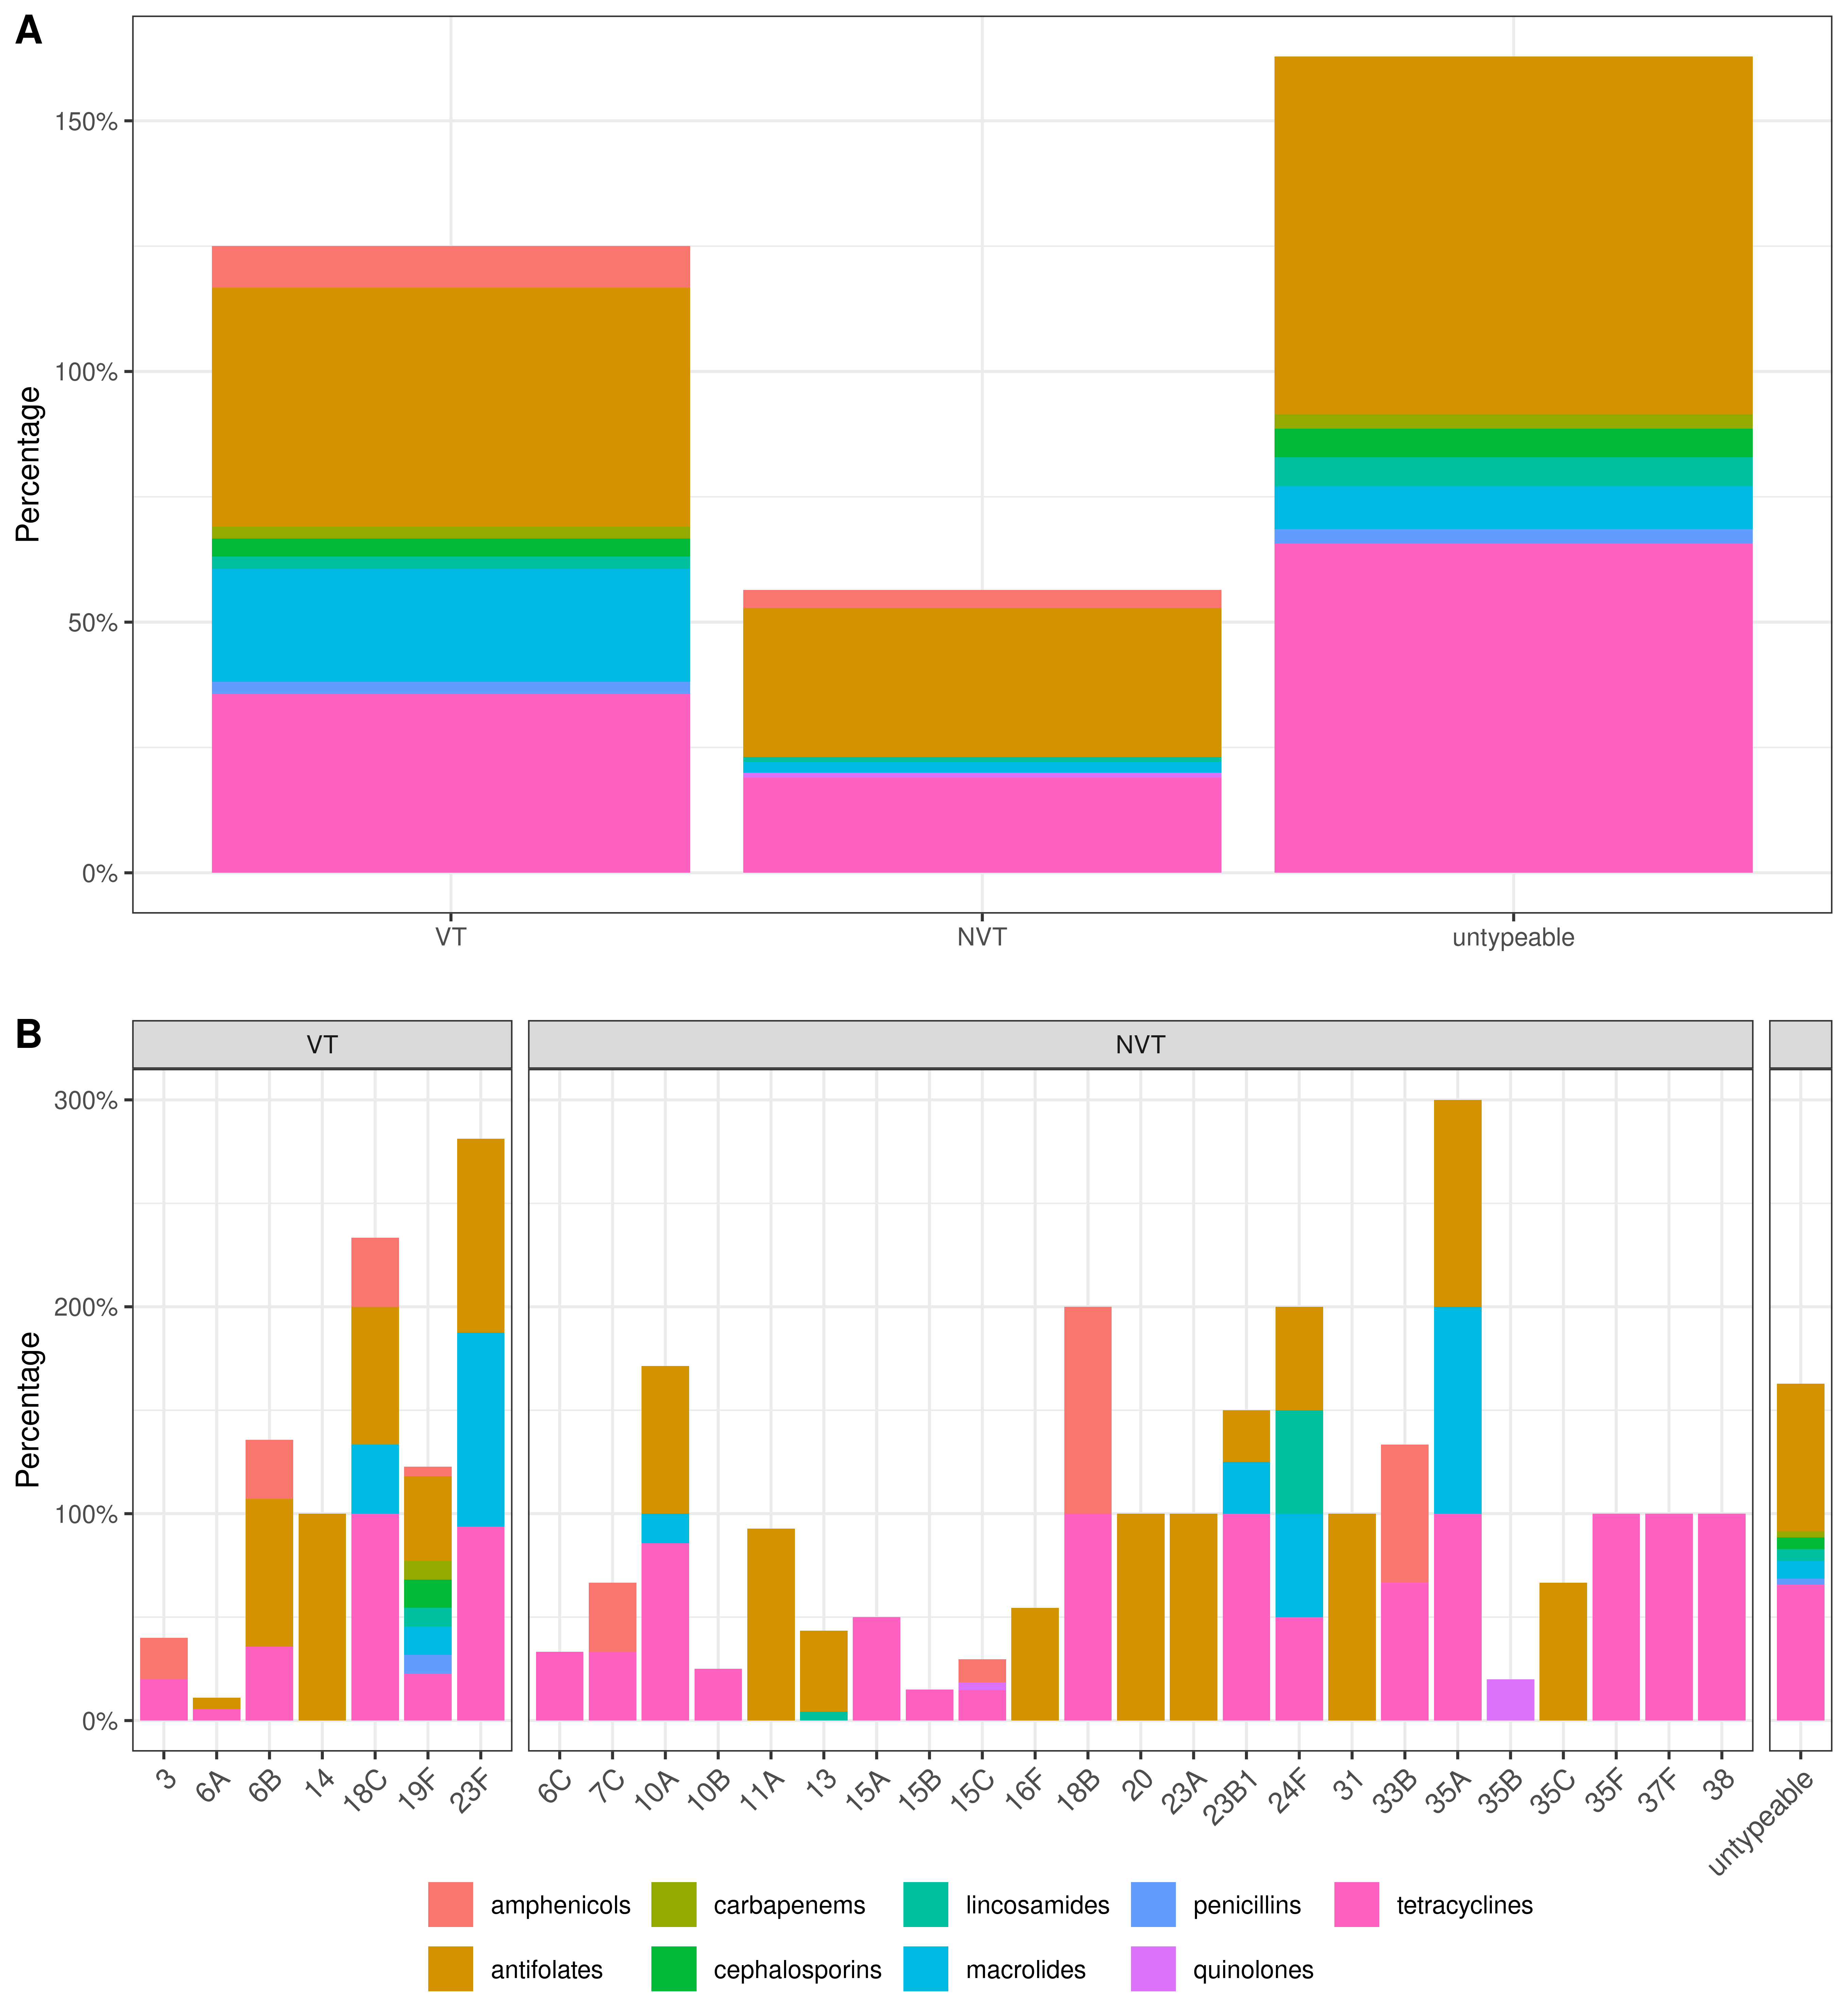 A
Percentage
150%
100%
50%
0%
VT NVT untypeable
B
VT NVT
Percentage
300%
200%
100%
0%
3 6A 6B 14 18C 19F 23F 6C 7C 10A 10B 11A 13 15A 15B 15C 16F 18B 20 23A 23B1 24F 31 33B 35A 35B 35C 35F 37F 38 untypeable
amphenicols carbapenems lincosamides penicillins tetracyclines
antifolates cephalosporins macrolides quinolones